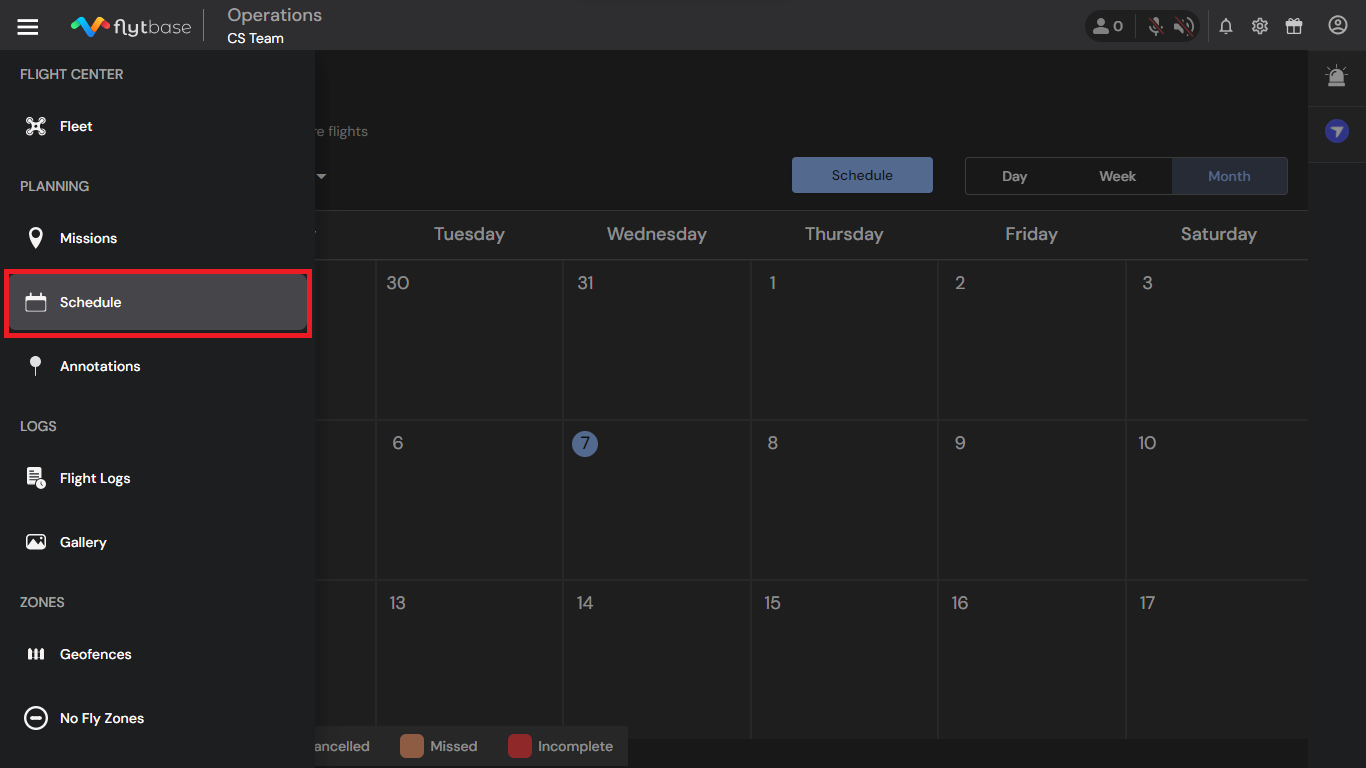 flytbase
Operations
CS Team
0
FLIGHT CENTER
Fleet
PLANNING
Missions
Schedule
Annotations
LOGS
Flight Logs
Gallery
ZONES
Geofences
No Fly Zones
flights
Schedule
Day Week Month
Tuesday Wednesday Thursday Friday Saturday
30 31 1 2 3
6 7 8 9 10
13 14 15 16 17
ancelled Missed Incomplete